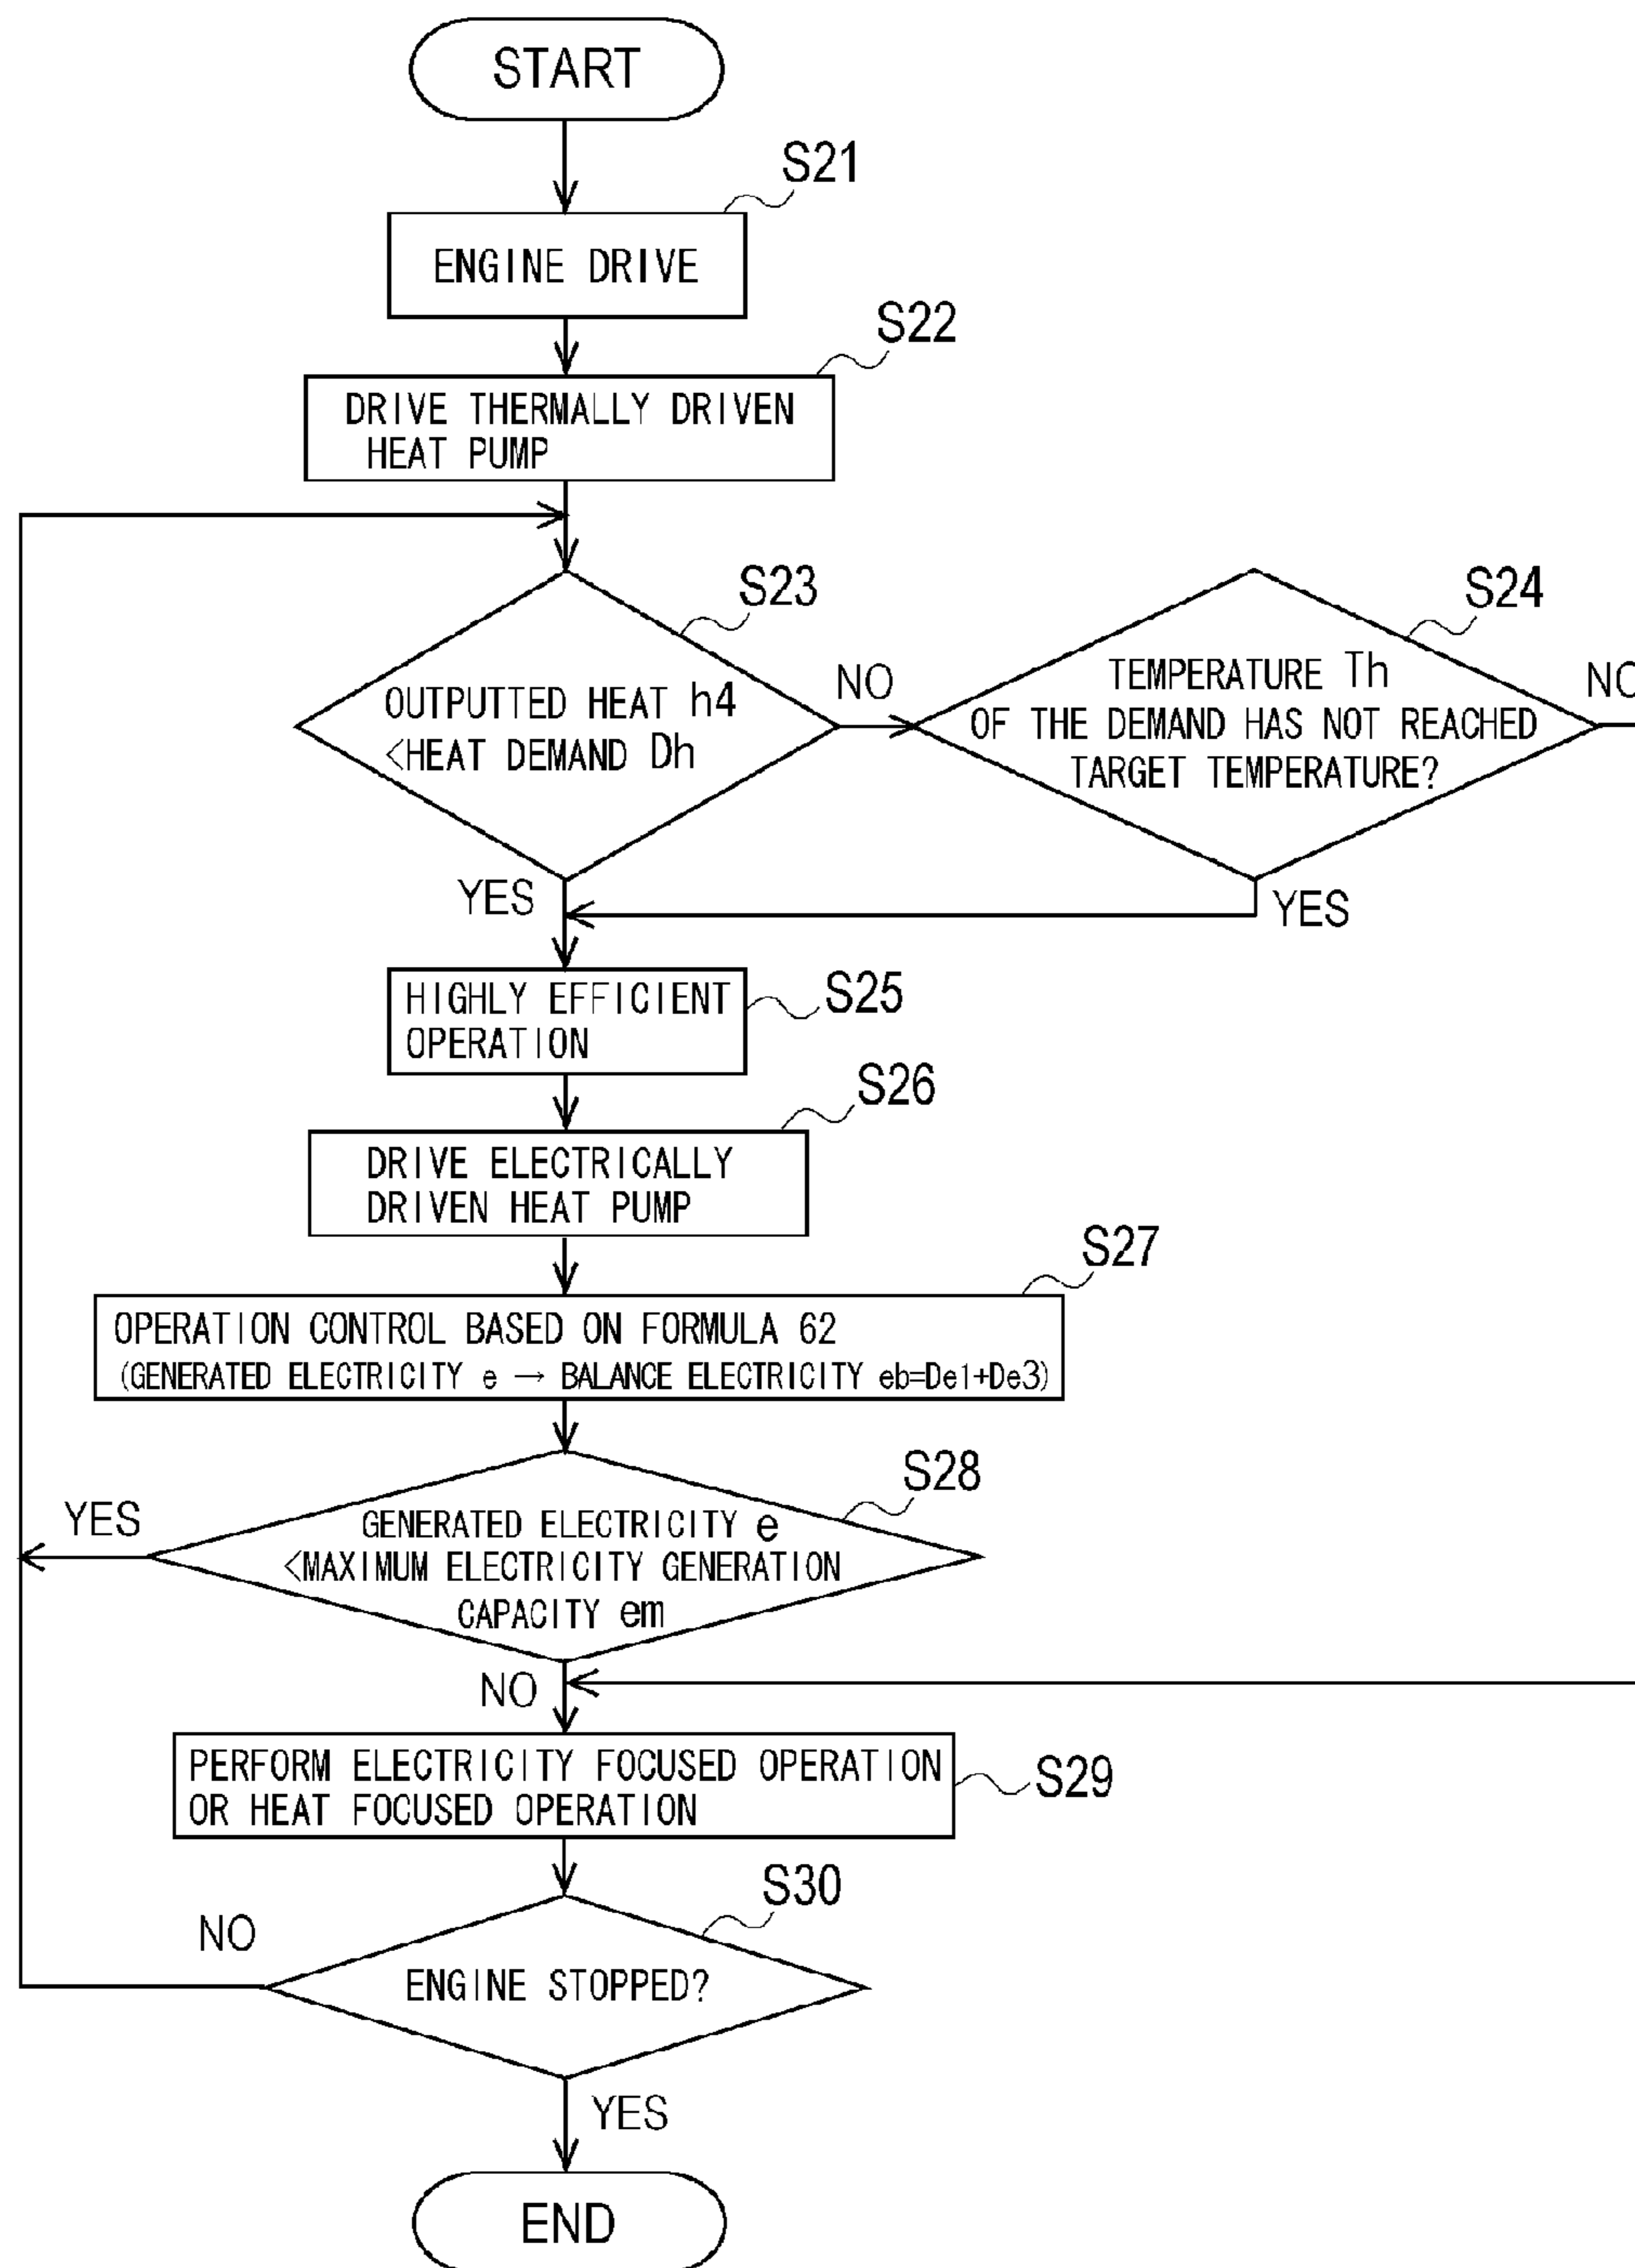 START
S21
ENGINE DRIVE
S22
DRIVE THERMALLY DRIVEN
HEAT PUMP
S23
OUTPUTTED HEAT h4
<HEAT DEMAND Dh
NO
S24
TEMPERATURE Th
OF THE DEMAND HAS NOT REACHED
TARGET TEMPERATURE?
NO
YES
YES
S25
HIGHLY EFFICIENT
OPERATION
S26
DRIVE ELECTRICALLY
DRIVEN HEAT PUMP
S27
OPERATION CONTROL BASED ON FORMULA 62
(GENERATED ELECTRICITY e → BALANCE ELECTRICITY eb=De1+De3)
S28
YES
GENERATED ELECTRICITY e
<MAXIMUM ELECTRICITY GENERATION
CAPACITY em
NO
PERFORM ELECTRICITY FOCUSED OPERATION
OR HEAT FOCUSED OPERATION
S29
S30
NO
ENGINE STOPPED?
YES
END